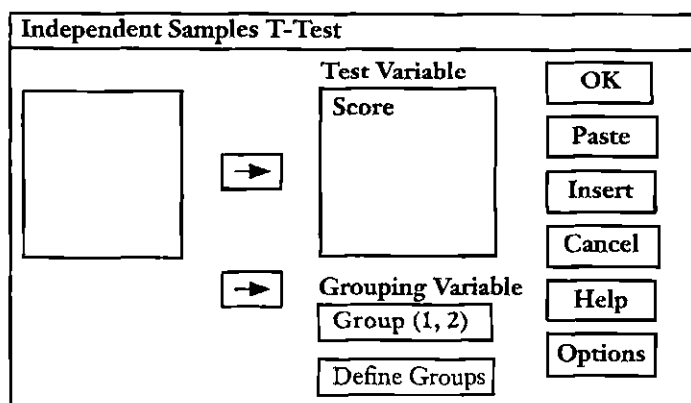 Independent Samples T-Test
Test Variable
Score
Grouping Variable
Group (1, 2)
Define Groups
OK
Paste
Insert
Cancel
Help
Options